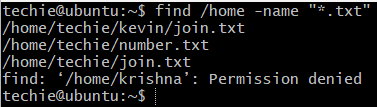 techie@ubuntu:~$ find /home -name "*.txt"
/home/techie/kevin/join.txt
/home/techie/number.txt
/home/techie/join.txt
find: ‘/home/krishna’: Permission denied
techie@ubuntu:~$